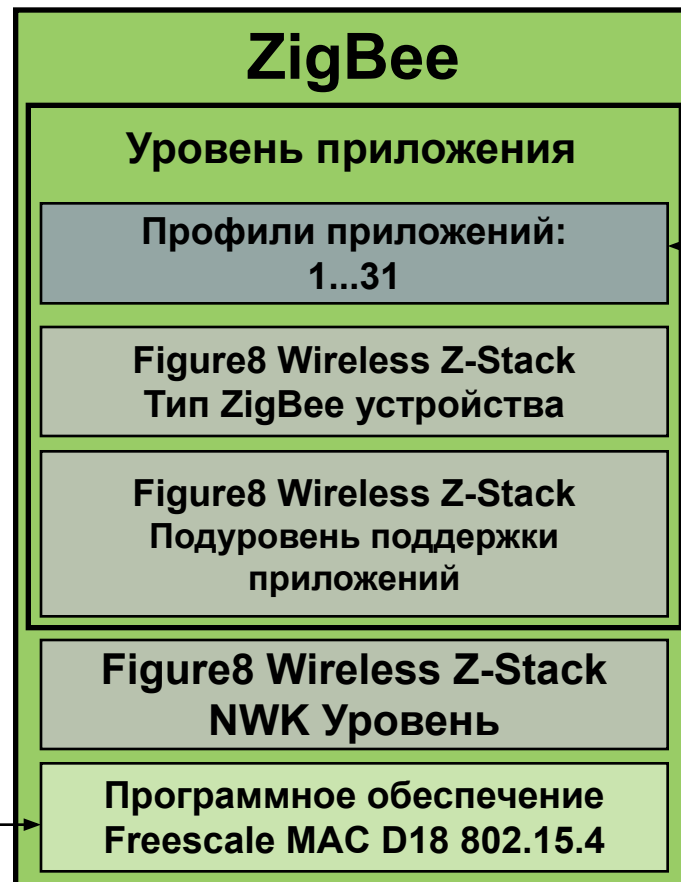 ZigBee
Уровень приложения
Профили приложений:
1...31
Figure8 Wireless Z-Stack
Тип ZigBee устройства
Figure8 Wireless Z-Stack
Подуровень поддержки
приложений
Figure8 Wireless Z-Stack
NWK Уровень
Программное обеспечение
Freescale MAC D18 802.15.4